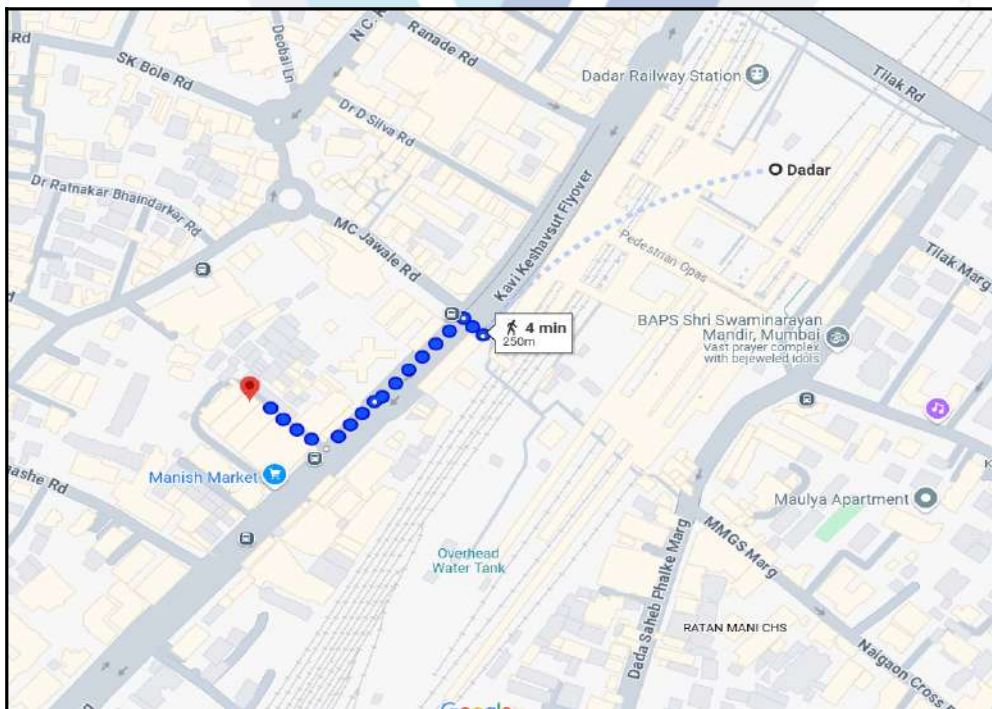 Rd
SK Bole Rd
Deobal Ln
N.C.
Ranade Rd
Dr D Silva Rd
Dadar Railway Station
Tilak Rd
Dadar
Dr Ratnakar Bhaindarkar Rd
MC Jawale Rd
Kavi Keshavsut Flyover
Pedestrian Opas
Tilak Marg
4 min
250m
BAPS Shri Swaminarayan
Mandir, Mumbai
Vast prayer complex
with bejeweled idols
Manish Market
gashe Rd
Maulya Apartment
K
Overhead
Water Tank
MMGS Marg
Dada Saheb Phalke Marg
RATAN MANI CHS
Naigaon Cross
Google